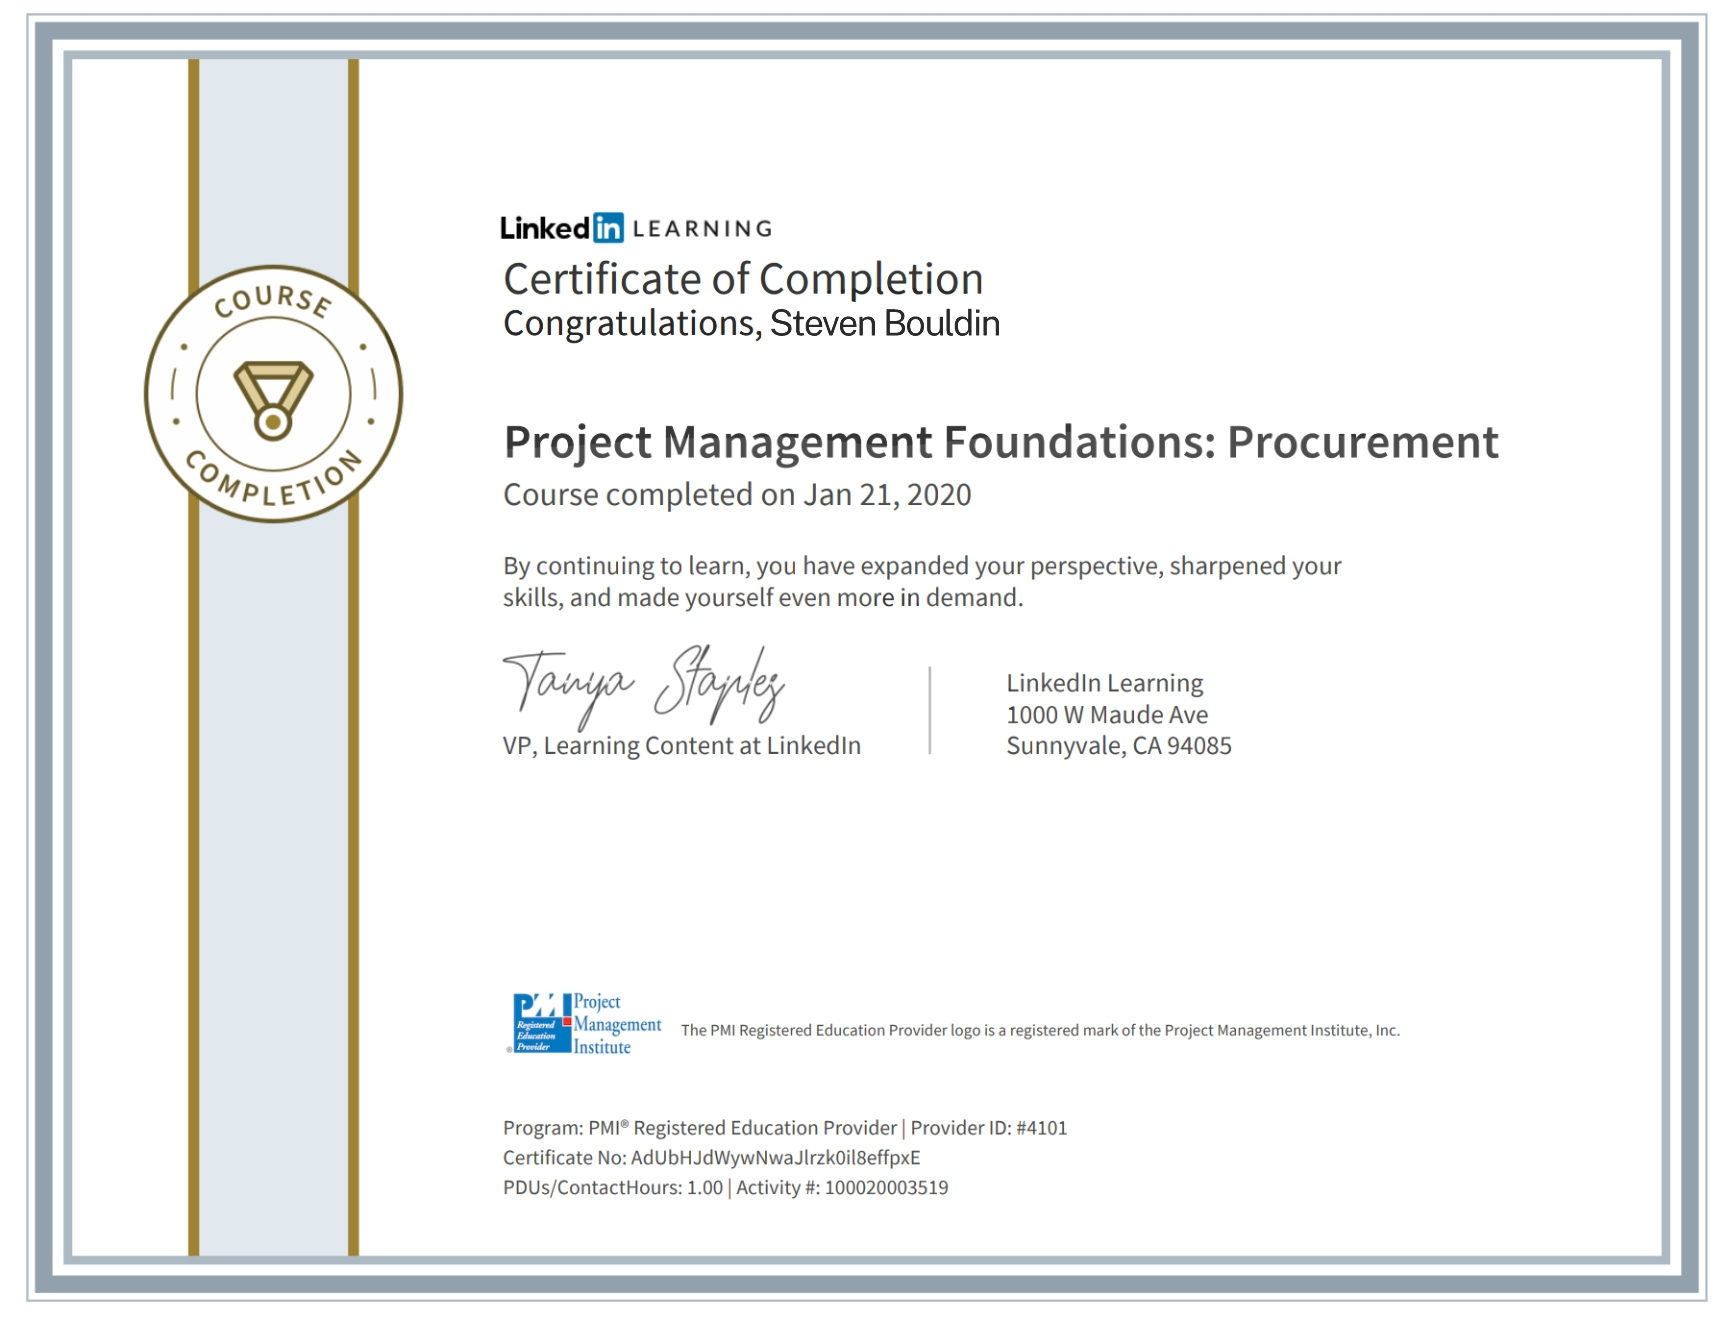 COURSE
COMPLETION
Linked in LEARNING
Certificate of Completion
Congratulations, Steven Bouldin
Project Management Foundations: Procurement
Course completed on Jan 21, 2020
By continuing to learn, you have expanded your perspective, sharpened your
skills, and made yourself even more in demand.
Tanya Staples
VP, Learning Content at LinkedIn
LinkedIn Learning
1000 W Maude Ave
Sunnyvale, CA 94085
PMI
Registered
Education
Provider
®
Project
Management
Institute
The PMI Registered Education Provider logo is a registered mark of the Project Management Institute, Inc.
Program: PMI® Registered Education Provider | Provider ID: #4101
Certificate No: AdUbHJdWywNwaJlrzk0il8effpxE
PDUs/ContactHours: 1.00 | Activity #: 100020003519